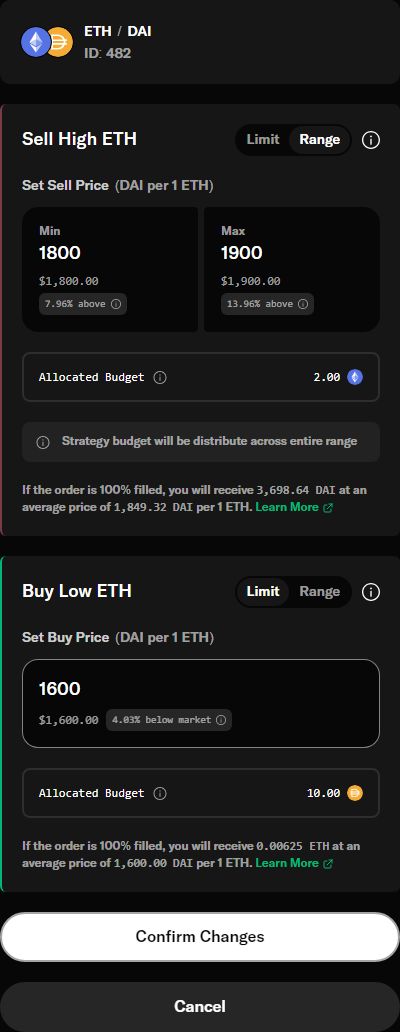 ETH / DAI
ID: 482
Sell High ETH
Limit Range
Set Sell Price (DAI per 1 ETH)
Min Max
1800 1900
$1,800.00 $1,900.00
7.96% above 13.96% above
Allocated Budget 2.00
Strategy budget will be distribute across entire range
If the order is 100% filled, you will receive 3,698.64 DAI at an
average price of 1,849.32 DAI per 1 ETH. Learn More
Buy Low ETH
Limit Range
Set Buy Price (DAI per 1 ETH)
1600
$1,600.00 4.03% below market
Allocated Budget 10.00
If the order is 100% filled, you will receive 0.00625 ETH at an
average price of 1,600.00 DAI per 1 ETH. Learn More
Confirm Changes
Cancel